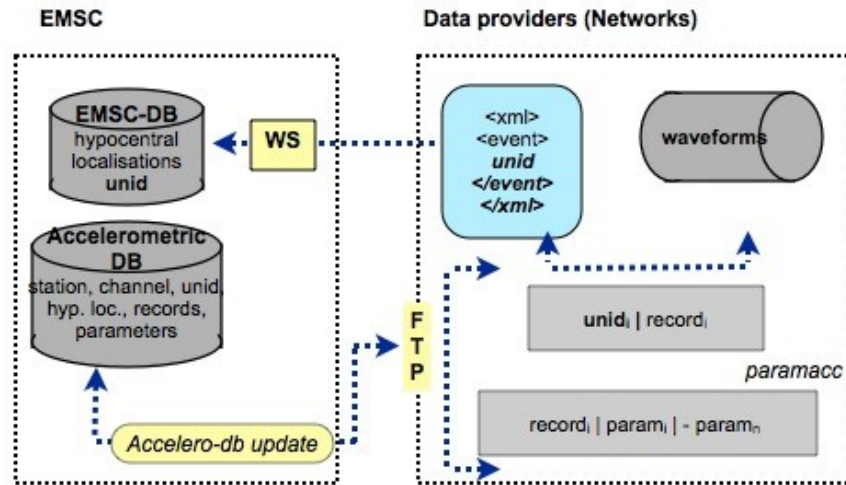 EMSC
Data providers (Networks)
EMSC-DB
hypocentral
localisations
unid
WS
<xml>
<event>
unid
</event>
</xml>
waveforms
Accelerometric
DB
station, channel, unid,
hyp. loc., records,
parameters
F
T
P
unidᵢ | recordᵢ
paramacc
recordᵢ | paramᵢ | - paramₙ
Accelero-db update